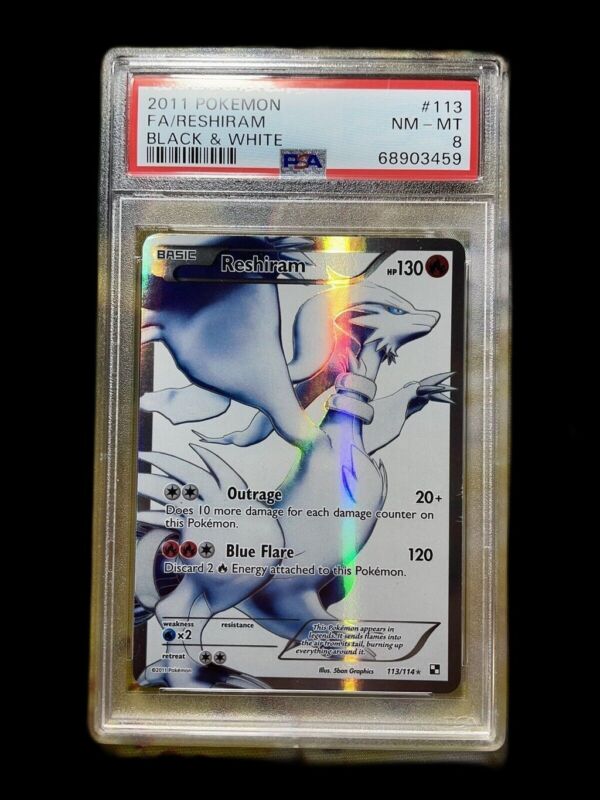 2011 POKEMON #113
FA/RESHIRAM NM - MT
BLACK & WHITE 8
PSA 68903459
BASIC
Reshiram HP130
Outrage 20+
Does 10 more damage for each damage counter on
this Pokémon.
Blue Flare 120
Discard 2 Energy attached to this Pokémon.
weakness resistance
×2
retreat
This Pokémon appears in
legends. It sends flames into
the air from its tail, burning up
everything around it.
©2011 Pokémon Illus. 5ban Graphics 113/114★